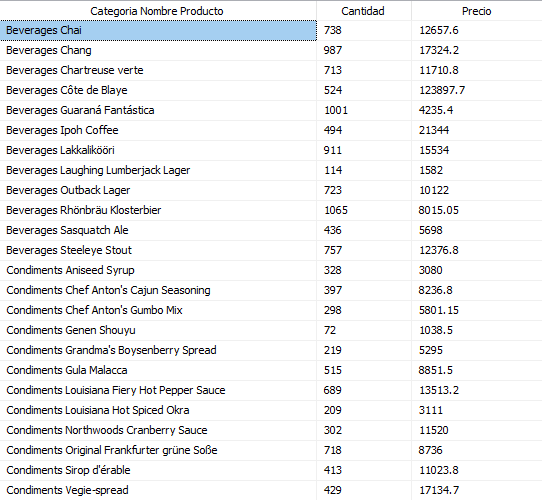 Categoria Nombre Producto Cantidad Precio
Beverages Chai 738 12657.6
Beverages Chang 987 17324.2
Beverages Chartreuse verte 713 11710.8
Beverages Côte de Blaye 524 123897.7
Beverages Guaraná Fantástica 1001 4235.4
Beverages Ipoh Coffee 494 21344
Beverages Lakkalikööri 911 15534
Beverages Laughing Lumberjack Lager 114 1582
Beverages Outback Lager 723 10122
Beverages Rhönbräu Klosterbier 1065 8015.05
Beverages Sasquatch Ale 436 5698
Beverages Steeleye Stout 757 12376.8
Condiments Aniseed Syrup 328 3080
Condiments Chef Anton's Cajun Seasoning 397 8236.8
Condiments Chef Anton's Gumbo Mix 298 5801.15
Condiments Genen Shouyu 72 1038.5
Condiments Grandma's Boysenberry Spread 219 5295
Condiments Gula Malacca 515 8851.5
Condiments Louisiana Fiery Hot Pepper Sauce 689 13513.2
Condiments Louisiana Hot Spiced Okra 209 3111
Condiments Northwoods Cranberry Sauce 302 11520
Condiments Original Frankfurter grüne Soße 718 8736
Condiments Sirop d'érable 413 11023.8
Condiments Vegie-spread 429 17134.7